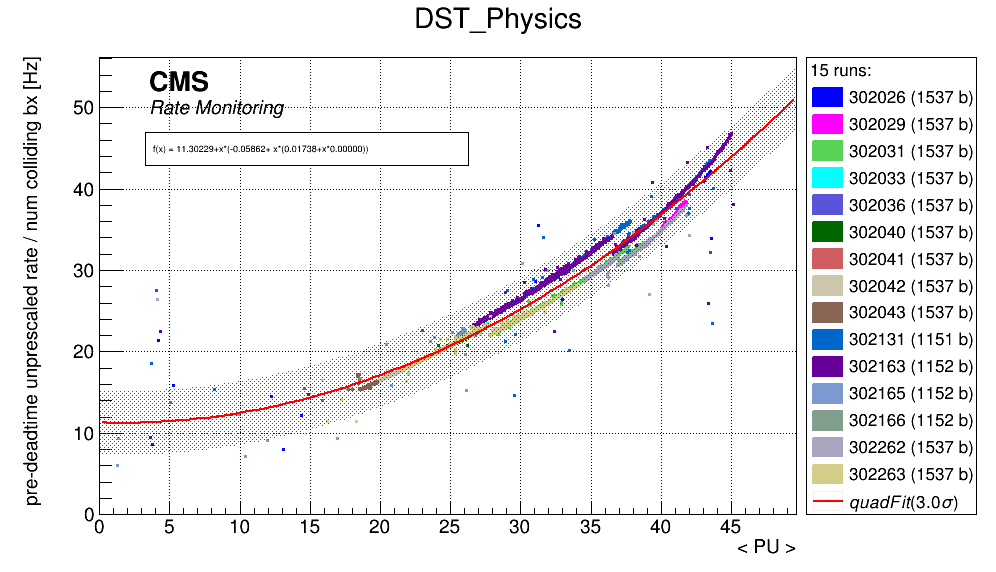 DST_Physics
pre-deadtime unprescaled rate / num colliding bx [Hz]
CMS
Rate Monitoring
f(x) = 11.30229+x*(-0.05862+ x*(0.01738+x*0.00000))
50
40
30
20
10
0
0 5 10 15 20 25 30 35 40 45
< PU >
15 runs:
302026 (1537 b)
302029 (1537 b)
302031 (1537 b)
302033 (1537 b)
302036 (1537 b)
302040 (1537 b)
302041 (1537 b)
302042 (1537 b)
302043 (1537 b)
302131 (1151 b)
302163 (1152 b)
302165 (1152 b)
302166 (1152 b)
302262 (1537 b)
302263 (1537 b)
quadFit(3.0σ)